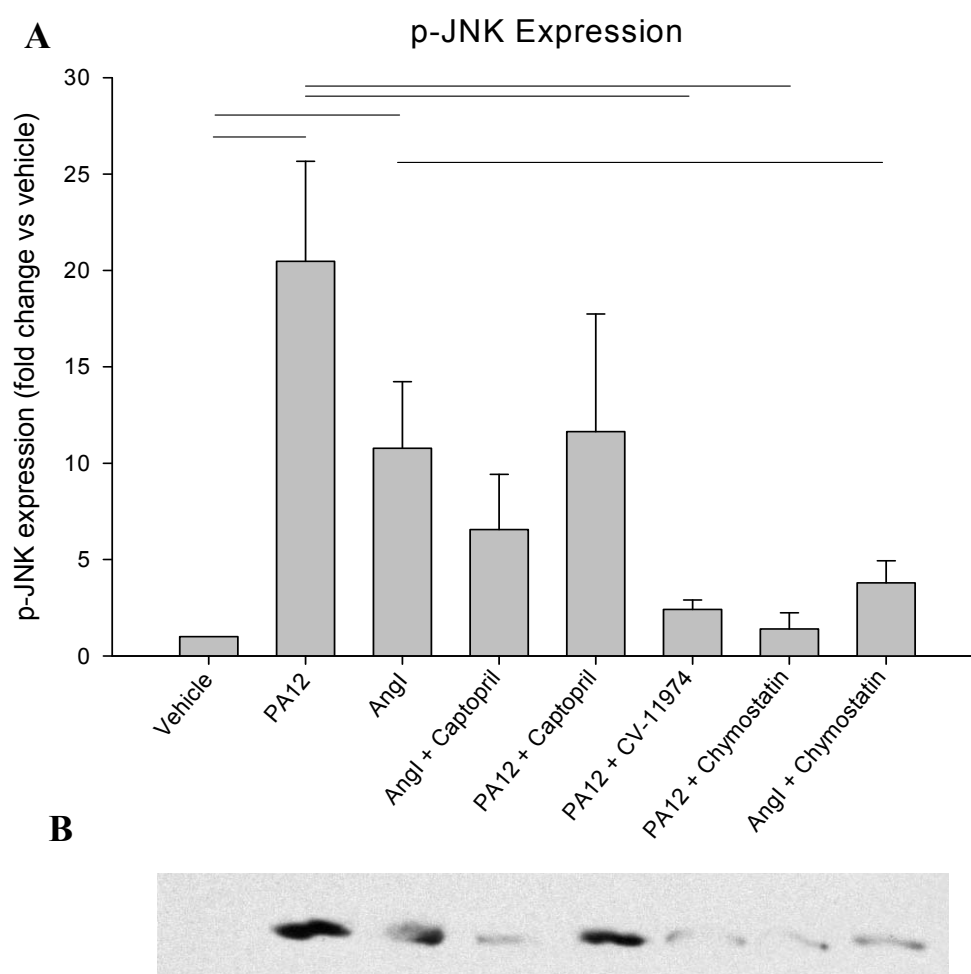 A
p-JNK Expression
p-JNK expression (fold change vs vehicle)
30
25
20
15
10
5
0
Vehicle
PA12
AngI
AngI + Captopril
PA12 + Captopril
PA12 + CV-11974
PA12 + Chymostatin
AngI + Chymostatin
B